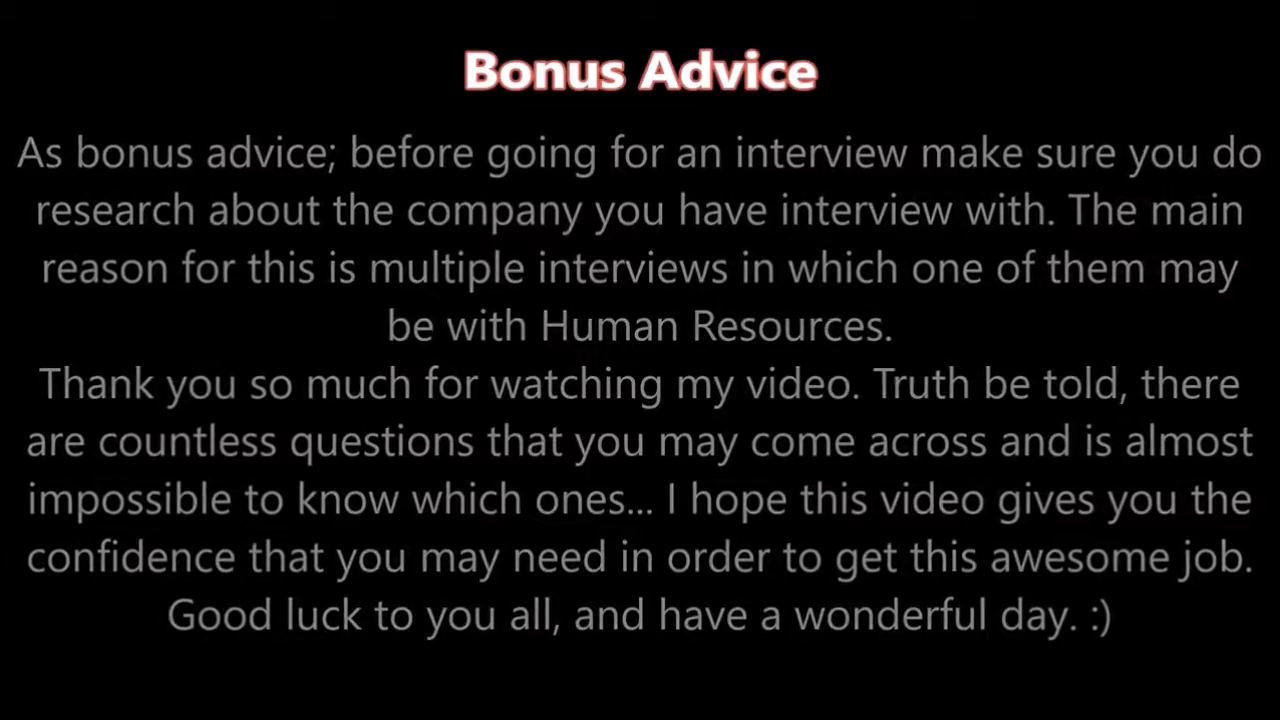 Bonus Advice
As bonus advice; before going for an interview make sure you do
research about the company you have interview with. The main
reason for this is multiple interviews in which one of them may
be with Human Resources.
Thank you so much for watching my video. Truth be told, there
are countless questions that you may come across and is almost
impossible to know which ones... I hope this video gives you the
confidence that you may need in order to get this awesome job.
Good luck to you all, and have a wonderful day. :)